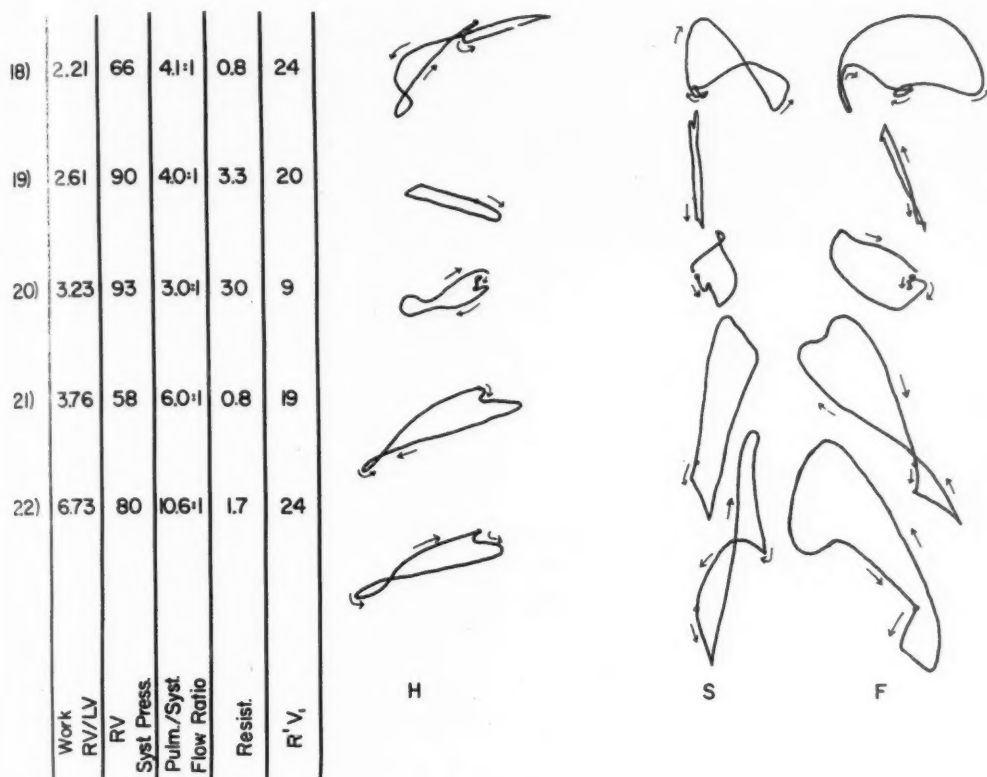 18) 2.21 66 4.1:1 0.8 24
19) 2.61 90 4.0:1 3.3 20
20) 3.23 93 3.0:1 30 9
21) 3.76 58 6.0:1 0.8 19
22) 6.73 80 10.6:1 1.7 24
Work
RV/LV
RV
Syst Press.
Pulm./Syst.
Flow Ratio
Resist.
R'V₁
H S F